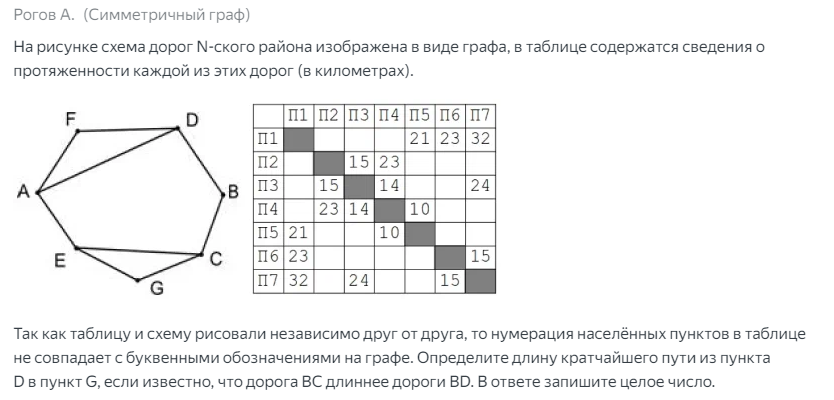 Рогов А. (Симметричный граф)
На рисунке схема дорог N-ского района изображена в виде графа, в таблице содержатся сведения о
протяженности каждой из этих дорог (в километрах).
F D
A B
E C
G
П1 П2 П3 П4 П5 П6 П7
П1 21 23 32
П2 15 23
П3 15 14 24
П4 23 14 10
П5 21 10
П6 23 15
П7 32 24 15
Так как таблицу и схему рисовали независимо друг от друга, то нумерация населённых пунктов в таблице
не совпадает с буквенными обозначениями на графе. Определите длину кратчайшего пути из пункта
D в пункт G, если известно, что дорога BC длиннее дороги BD. В ответе запишите целое число.